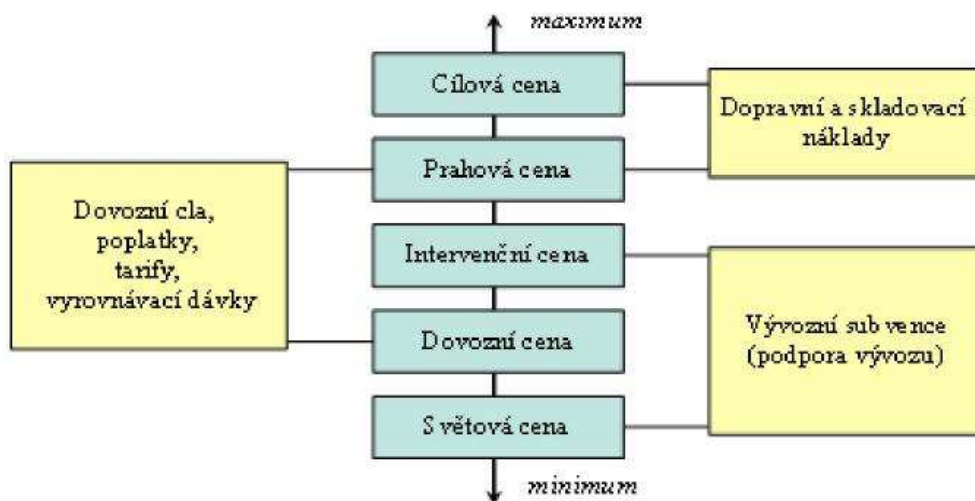 maximum
Cílová cena
Dopravní a skladovací
náklady
Prahová cena
Dovozní cla,
poplatky,
tarify,
vyrovnávací dávky
Intervenční cena
Vývozní subvence
(podpora vývozu)
Dovozní cena
Světová cena
minimum